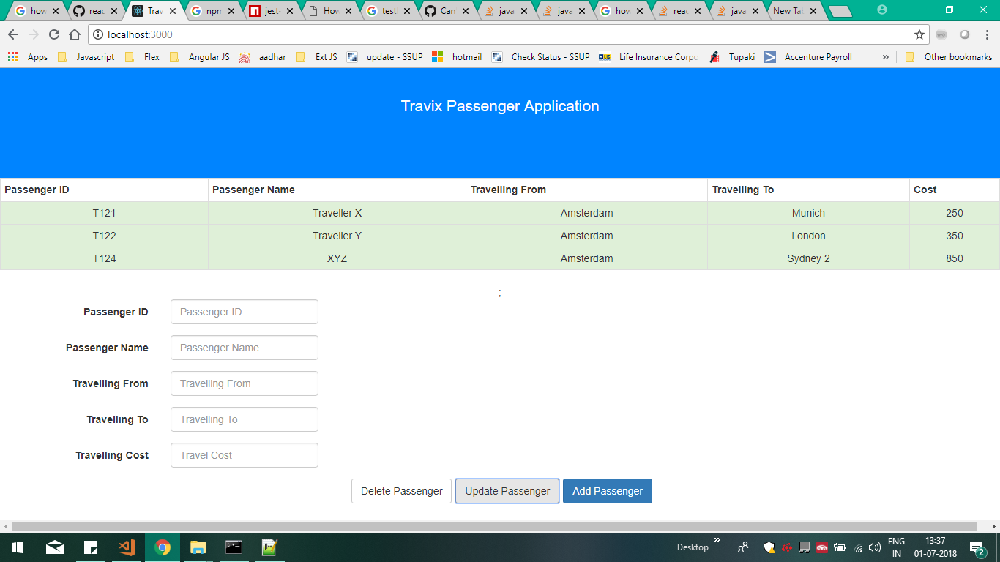 how
reac
Trav
npm
jest-
How
testi
Can
java
java
how
reac
java
New Tab
localhost:3000
Apps
Javascript
Flex
Angular JS
aadhar
Ext JS
update - SSUP
hotmail
Check Status - SSUP
LIC
Life Insurance Corpo
Tupaki
Accenture Payroll
»
Other bookmarks
Travix Passenger Application
Passenger ID Passenger Name Travelling From Travelling To Cost
T121 Traveller X Amsterdam Munich 250
T122 Traveller Y Amsterdam London 350
T124 XYZ Amsterdam Sydney 2 850
;
Passenger ID Passenger ID
Passenger Name Passenger Name
Travelling From Travelling From
Travelling To Travelling To
Travelling Cost Travel Cost
Delete Passenger Update Passenger Add Passenger
Desktop »
ENG
IN
13:37
01-07-2018
2